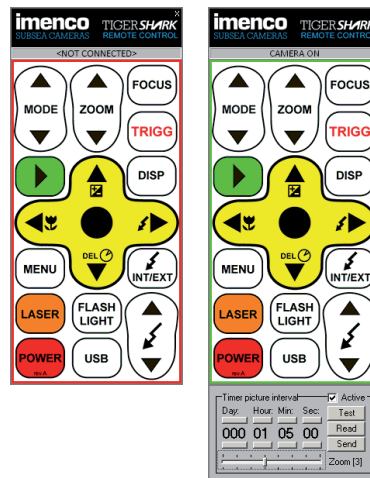 imenco TIGERSHARK x
SUBSEA CAMERAS REMOTE CONTROL
<NOT CONNECTED>
MODE ZOOM FOCUS
TRIGG
DISP
DEL
MENU INT/EXT
LASER FLASH LIGHT
POWER USB
rev.A
imenco TIGERSHARK
SUBSEA CAMERAS REMOTE CONTROL
CAMERA ON
MODE ZOOM FOCUS
TRIGG
DISP
DEL
MENU INT/EXT
LASER FLASH LIGHT
POWER USB
rev.A
Timer picture interval Active
Day: Hour: Min: Sec: Test
000 01 05 00 Read
Send
Zoom [3]